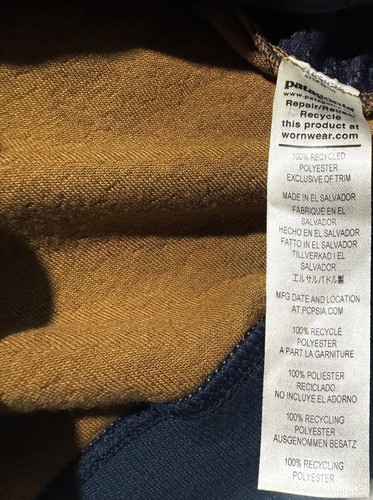 patagonia
Repair/Reuse
Recycle
this product at
wornwear.com
100% RECYCLED
POLYESTER
EXCLUSIVE OF TRIM
MADE IN EL SALVADOR
FABRIQUÉ EN EL
SALVADOR
HECHO EN EL SALVADOR
FATTO IN EL SALVADOR
TILLVERKAD I EL
SALVADOR
エルサルバドル製
MFG DATE AND LOCATION
AT PCPSIA.COM
100% RECYCLÉ
POLYESTER
A PART LA GARNITURE
100% POLIÉSTER
RECICLADO
NO INCLUYE EL ADORNO
100% RECYCLING
POLYESTER
AUSGENOMMEN BESATZ
100% RECYCLING
POLYESTER